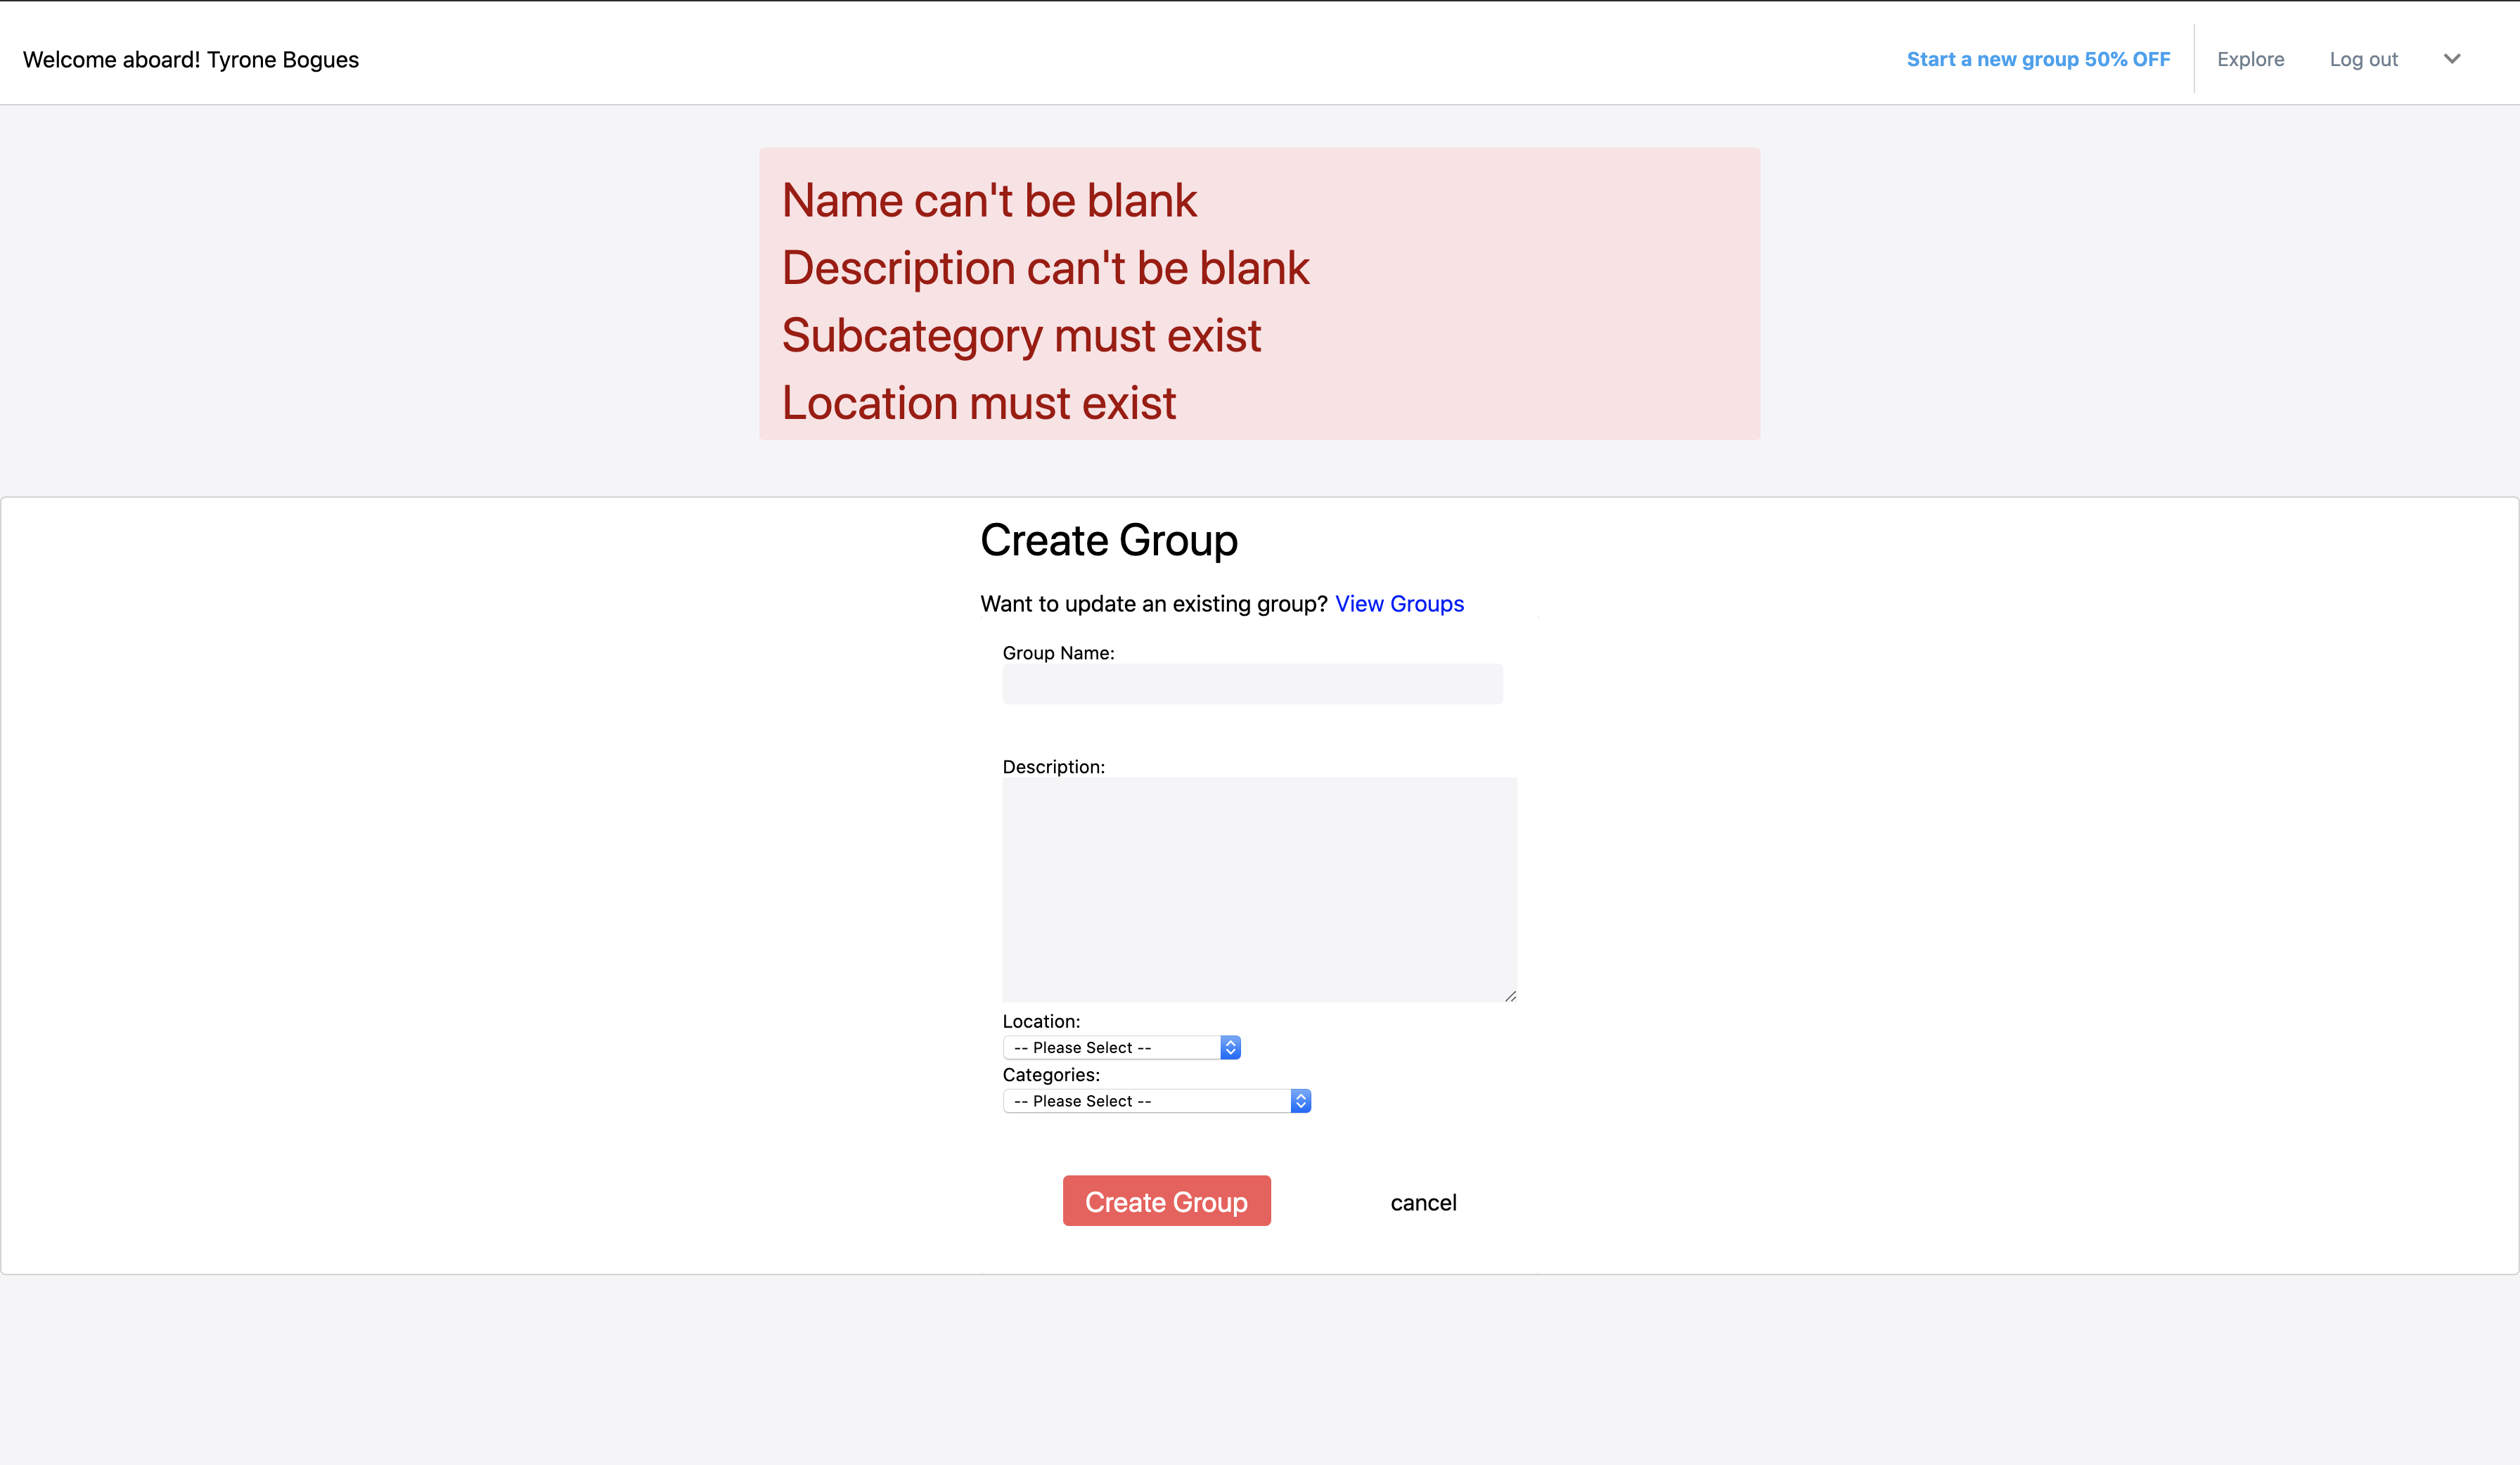 Welcome aboard! Tyrone Bogues
Start a new group 50% OFF
Explore
Log out
Name can't be blank
Description can't be blank
Subcategory must exist
Location must exist
Create Group
Want to update an existing group? View Groups
Group Name:
Description:
Location:
-- Please Select --
Categories:
-- Please Select --
Create Group
cancel